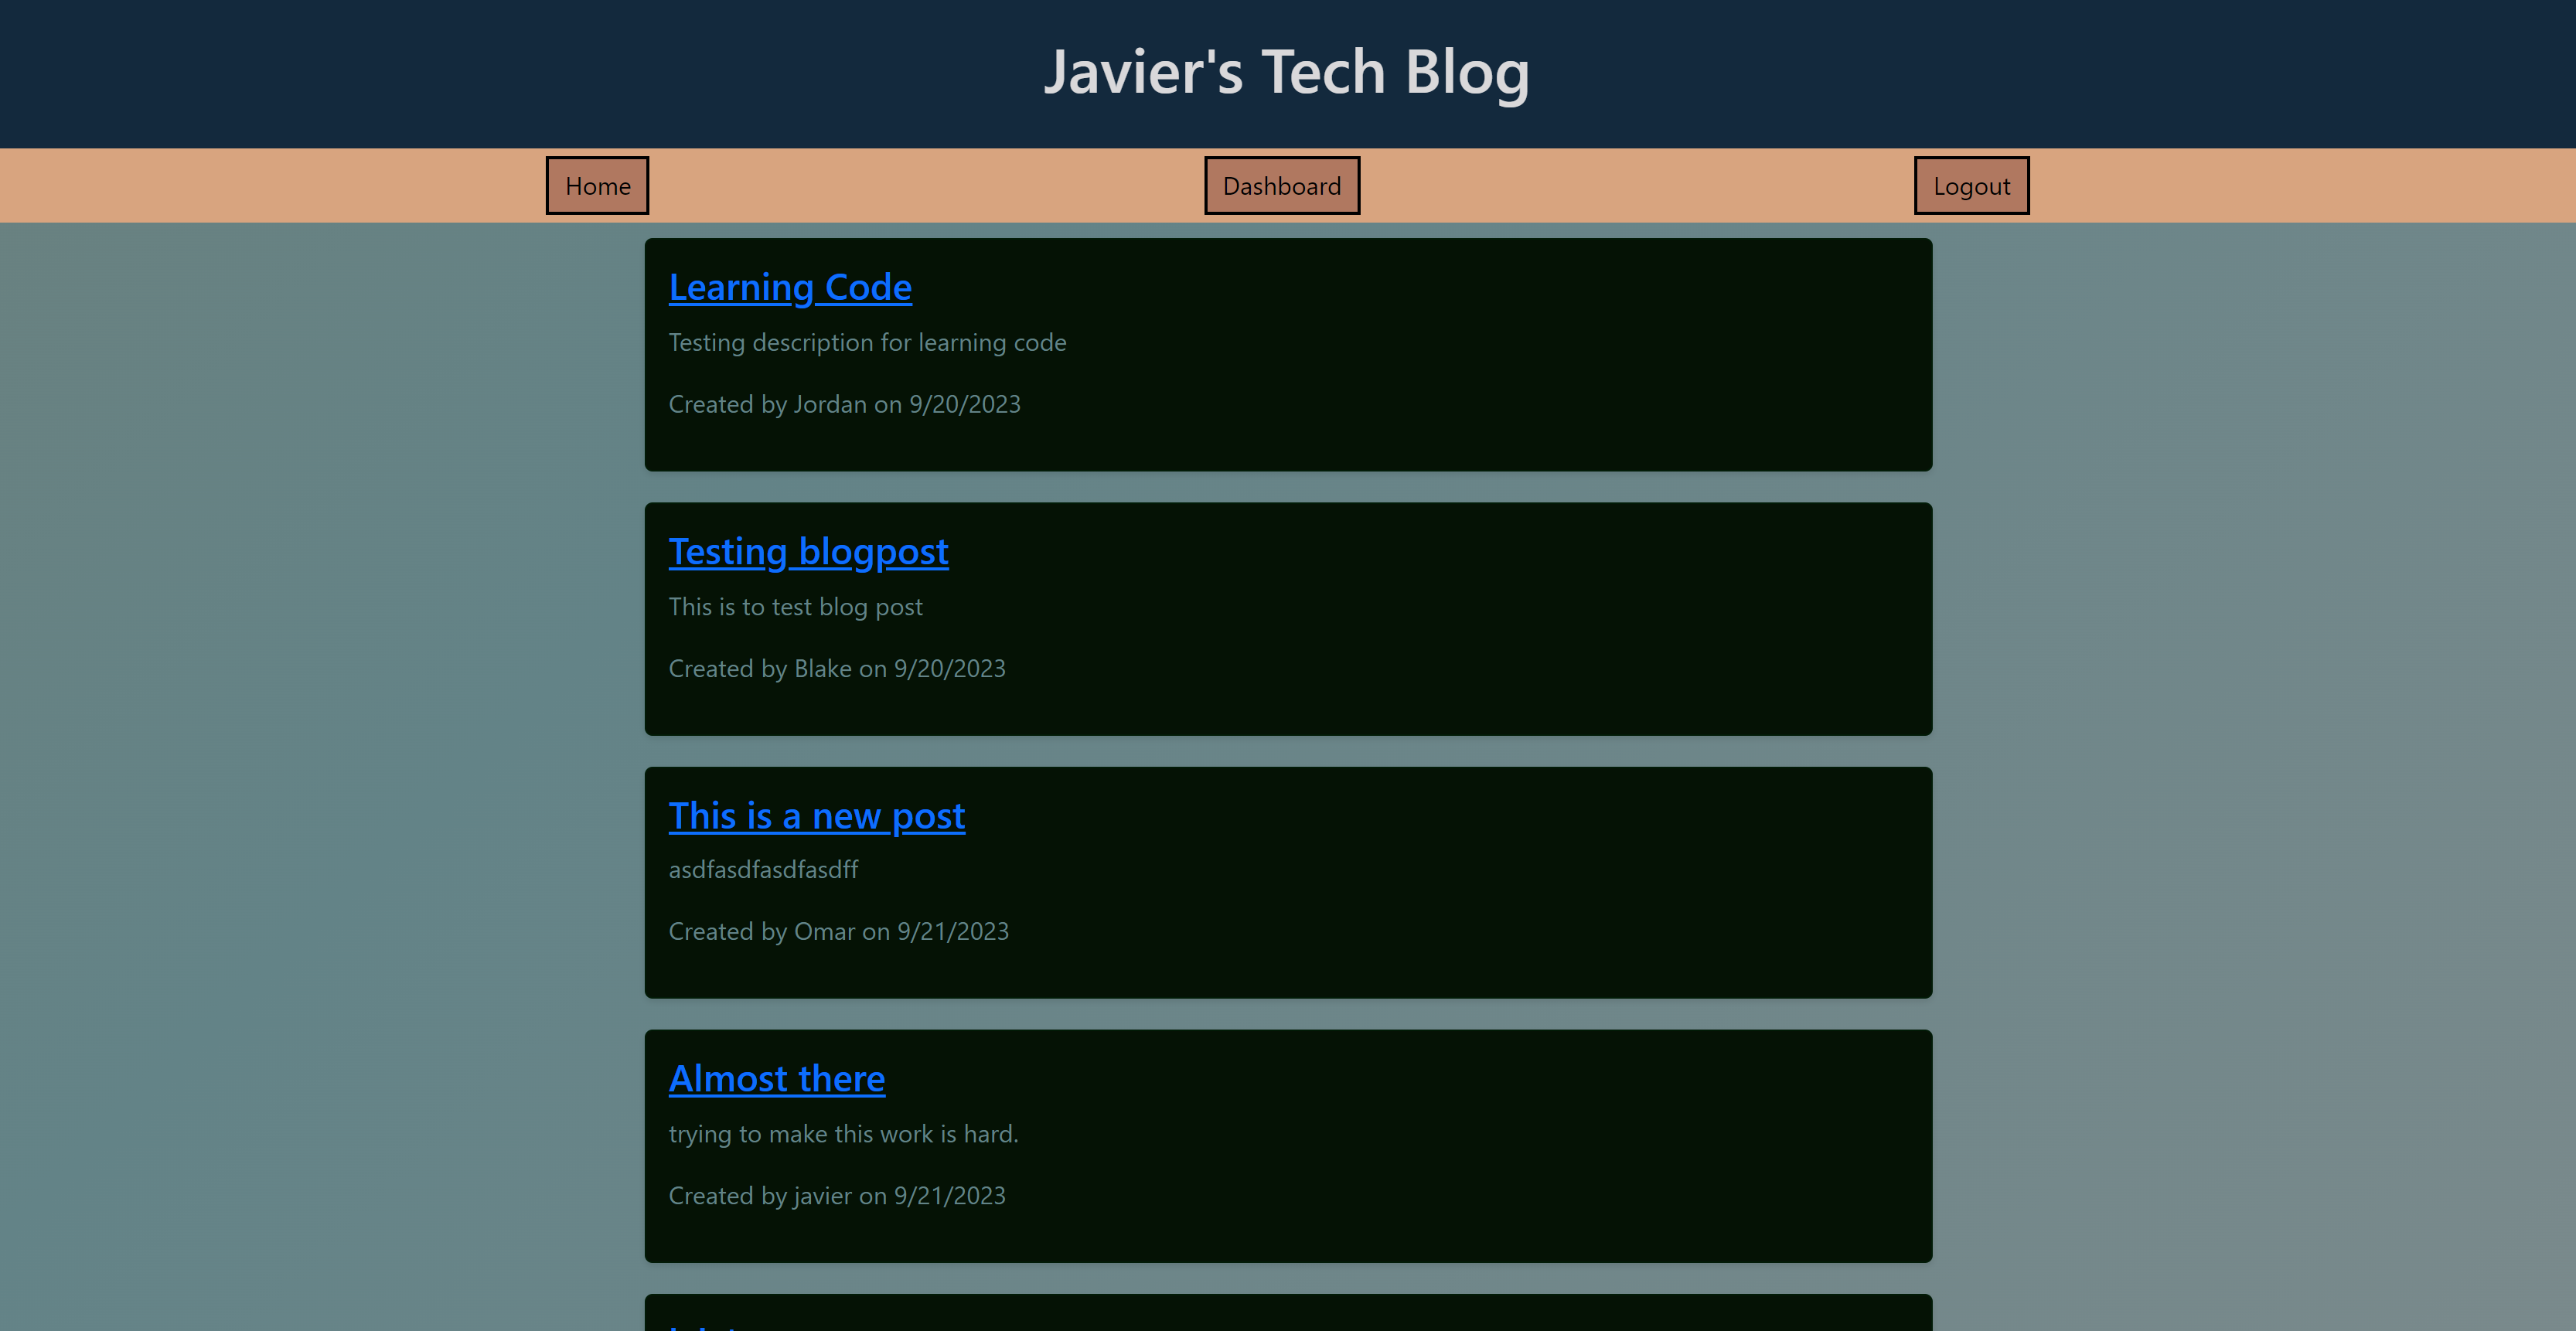 Javier's Tech Blog
Home Dashboard Logout
Learning Code
Testing description for learning code
Created by Jordan on 9/20/2023
Testing blogpost
This is to test blog post
Created by Blake on 9/20/2023
This is a new post
asdfasdfasdfasdff
Created by Omar on 9/21/2023
Almost there
trying to make this work is hard.
Created by javier on 9/21/2023